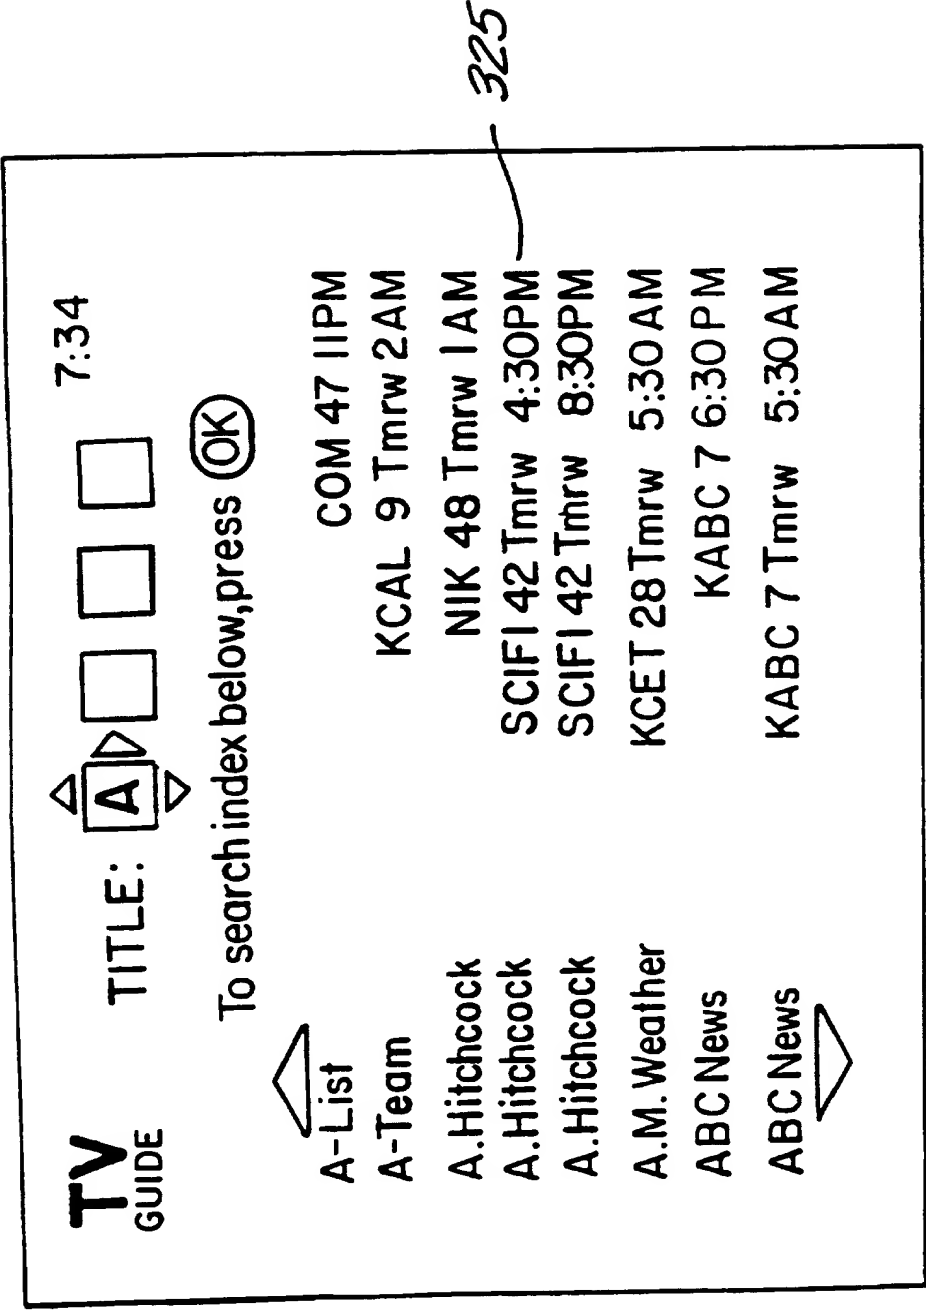 TV GUIDE TITLE: A 7:34
To search index below, press OK
A-List COM 47 11PM
A-Team KCAL 9 Tmrw 2AM
A.Hitchcock NIK 48 Tmrw 1AM
A.Hitchcock SCIFI 42 Tmrw 4:30PM
A.Hitchcock SCIFI 42 Tmrw 8:30PM
A.M. Weather KCET 28 Tmrw 5:30AM
ABC News KABC 7 6:30PM
ABC News KABC 7 Tmrw 5:30AM
325